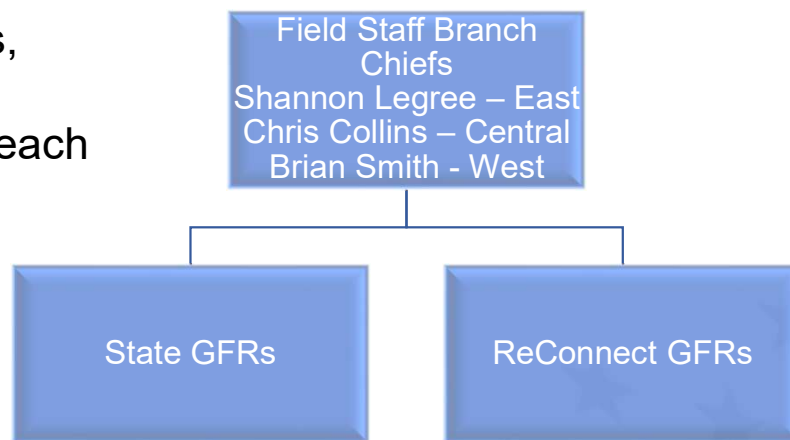 s,
each
Field Staff Branch
Chiefs
Shannon Legree – East
Chris Collins – Central
Brian Smith - West
State GFRs
ReConnect GFRs